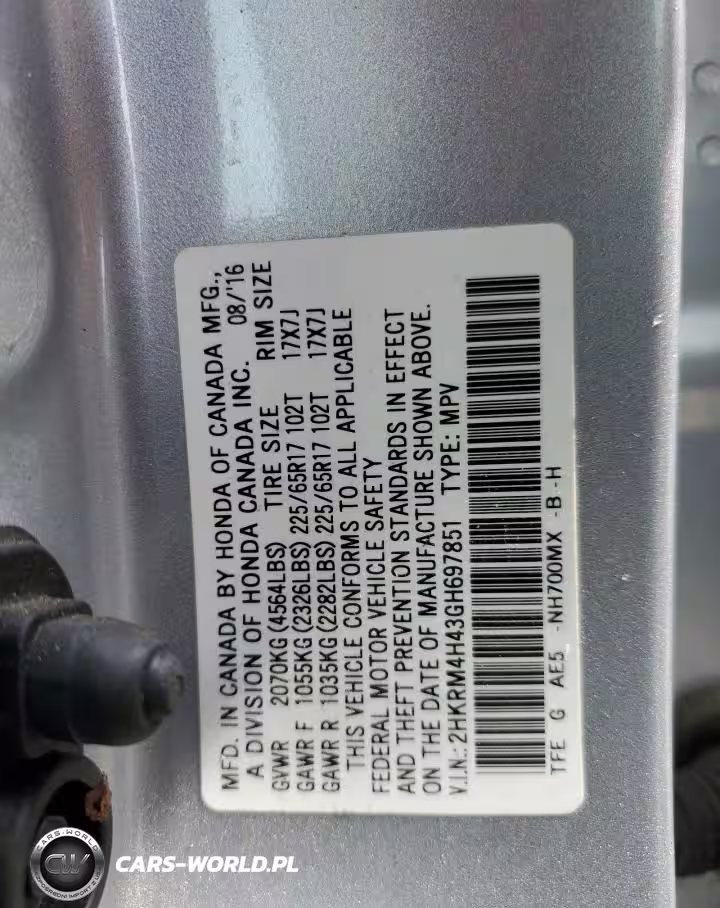 MFD. IN CANADA BY HONDA OF CANADA MFG.,
A DIVISION OF HONDA CANADA INC. 08/'16
GVWR 2070KG (4564LBS) TIRE SIZE RIM SIZE
GAWR F 1055KG (2326LBS) 225/65R17 102T 17X7J
GAWR R 1035KG (2282LBS) 225/65R17 102T 17X7J
THIS VEHICLE CONFORMS TO ALL APPLICABLE
FEDERAL MOTOR VEHICLE SAFETY
AND THEFT PREVENTION STANDARDS IN EFFECT
ON THE DATE OF MANUFACTURE SHOWN ABOVE.
V.I.N.: 2HKRM4H43GH697851 TYPE: MPV
TFE G AE5 -NH700MX -B -H
CARS-WORLD
CW
CARS-WORLD.PL